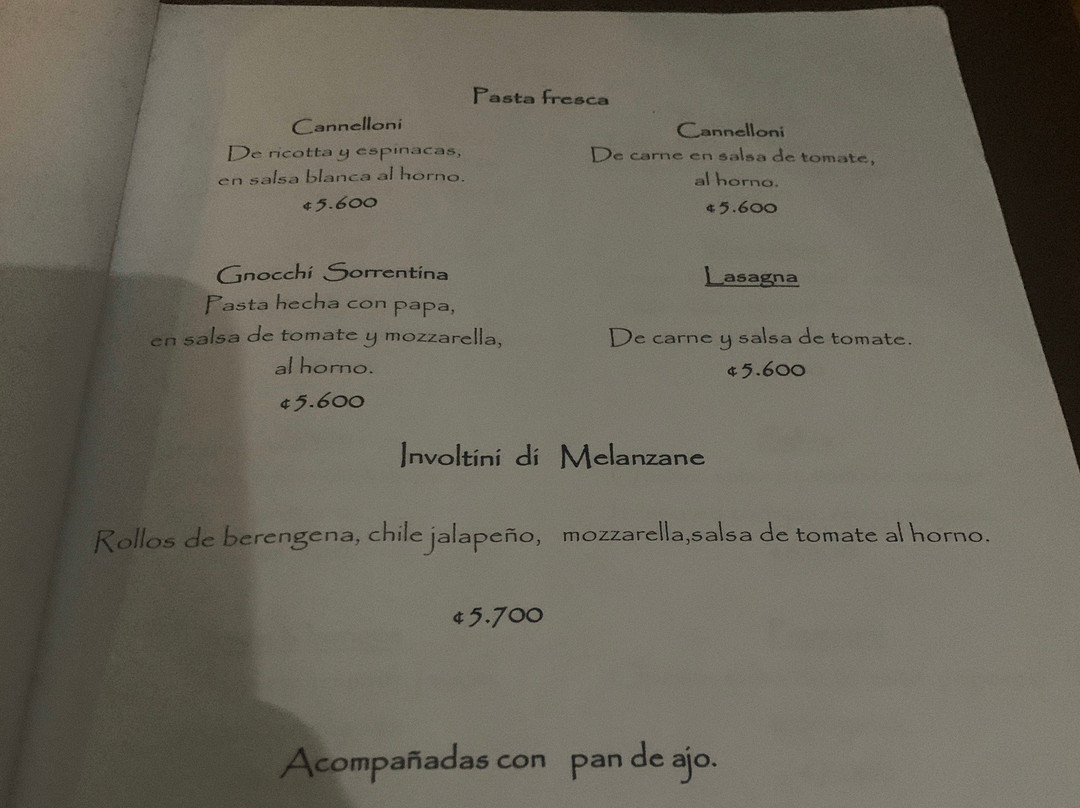 Pasta fresca
Cannelloni
De ricotta y espinacas,
en salsa blanca al horno.
¢5.600
Cannelloni
De carne en salsa de tomate,
al horno.
¢5.600
Gnocchi Sorrentina
Pasta hecha con papa,
en salsa de tomate y mozzarella,
al horno.
¢5.600
Lasagna
De carne y salsa de tomate.
¢5.600
Involtini di Melanzane
Rollos de berengena, chile jalapeño, mozzarella,salsa de tomate al horno.
¢5.700
Acompañadas con pan de ajo.